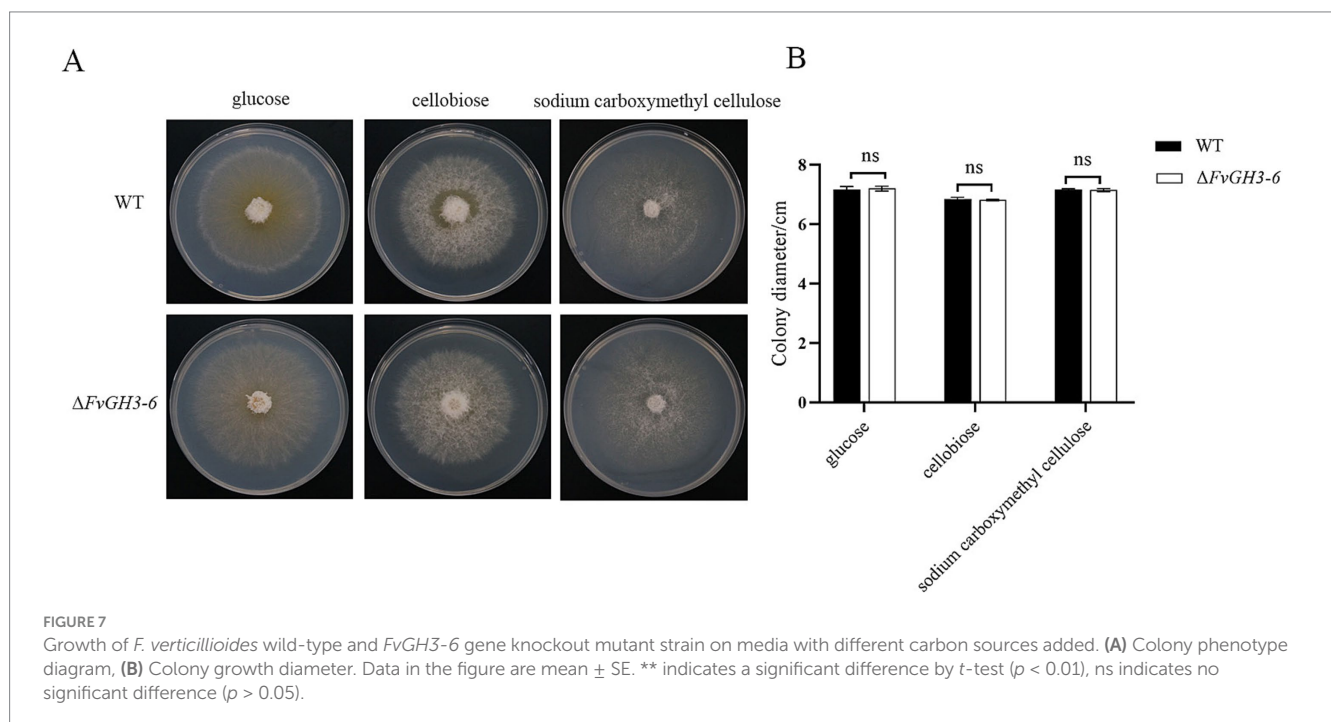 A
glucose
cellobiose
sodium carboxymethyl cellulose
WT
ΔFvGH3-6
B
WT
ΔFvGH3-6
ns
ns
ns
8
6
4
2
0
Colony diameter/cm
glucose
cellobiose
sodium carboxymethyl cellulose
FIGURE 7
Growth of F. verticillioides wild-type and FvGH3-6 gene knockout mutant strain on media with different carbon sources added. (A) Colony phenotype
diagram, (B) Colony growth diameter. Data in the figure are mean ± SE. ** indicates a significant difference by t-test (p < 0.01), ns indicates no
significant difference (p > 0.05).